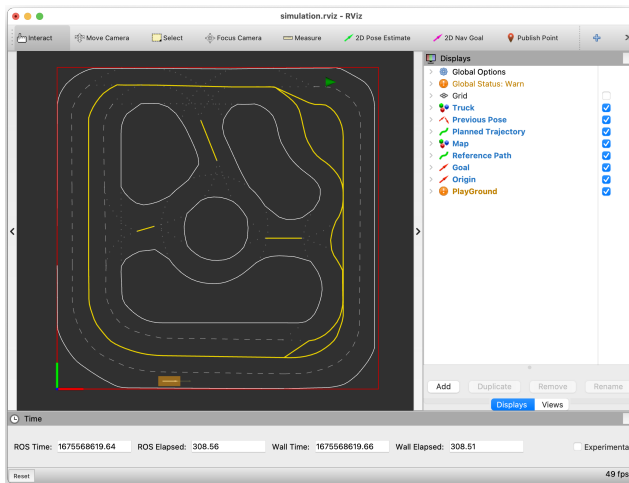 simulation.rviz - RViz
Interact Move Camera Select Focus Camera Measure 2D Pose Estimate 2D Nav Goal Publish Point
Displays
Global Options
Global Status: Warn
Grid
Truck
Previous Pose
Planned Trajectory
Map
Reference Path
Goal
Origin
PlayGround
Add Duplicate Remove Rename
Displays Views
Time
ROS Time: 1675568619.64 ROS Elapsed: 308.56 Wall Time: 1675568619.66 Wall Elapsed: 308.51 Experimenta
Reset 49 fps